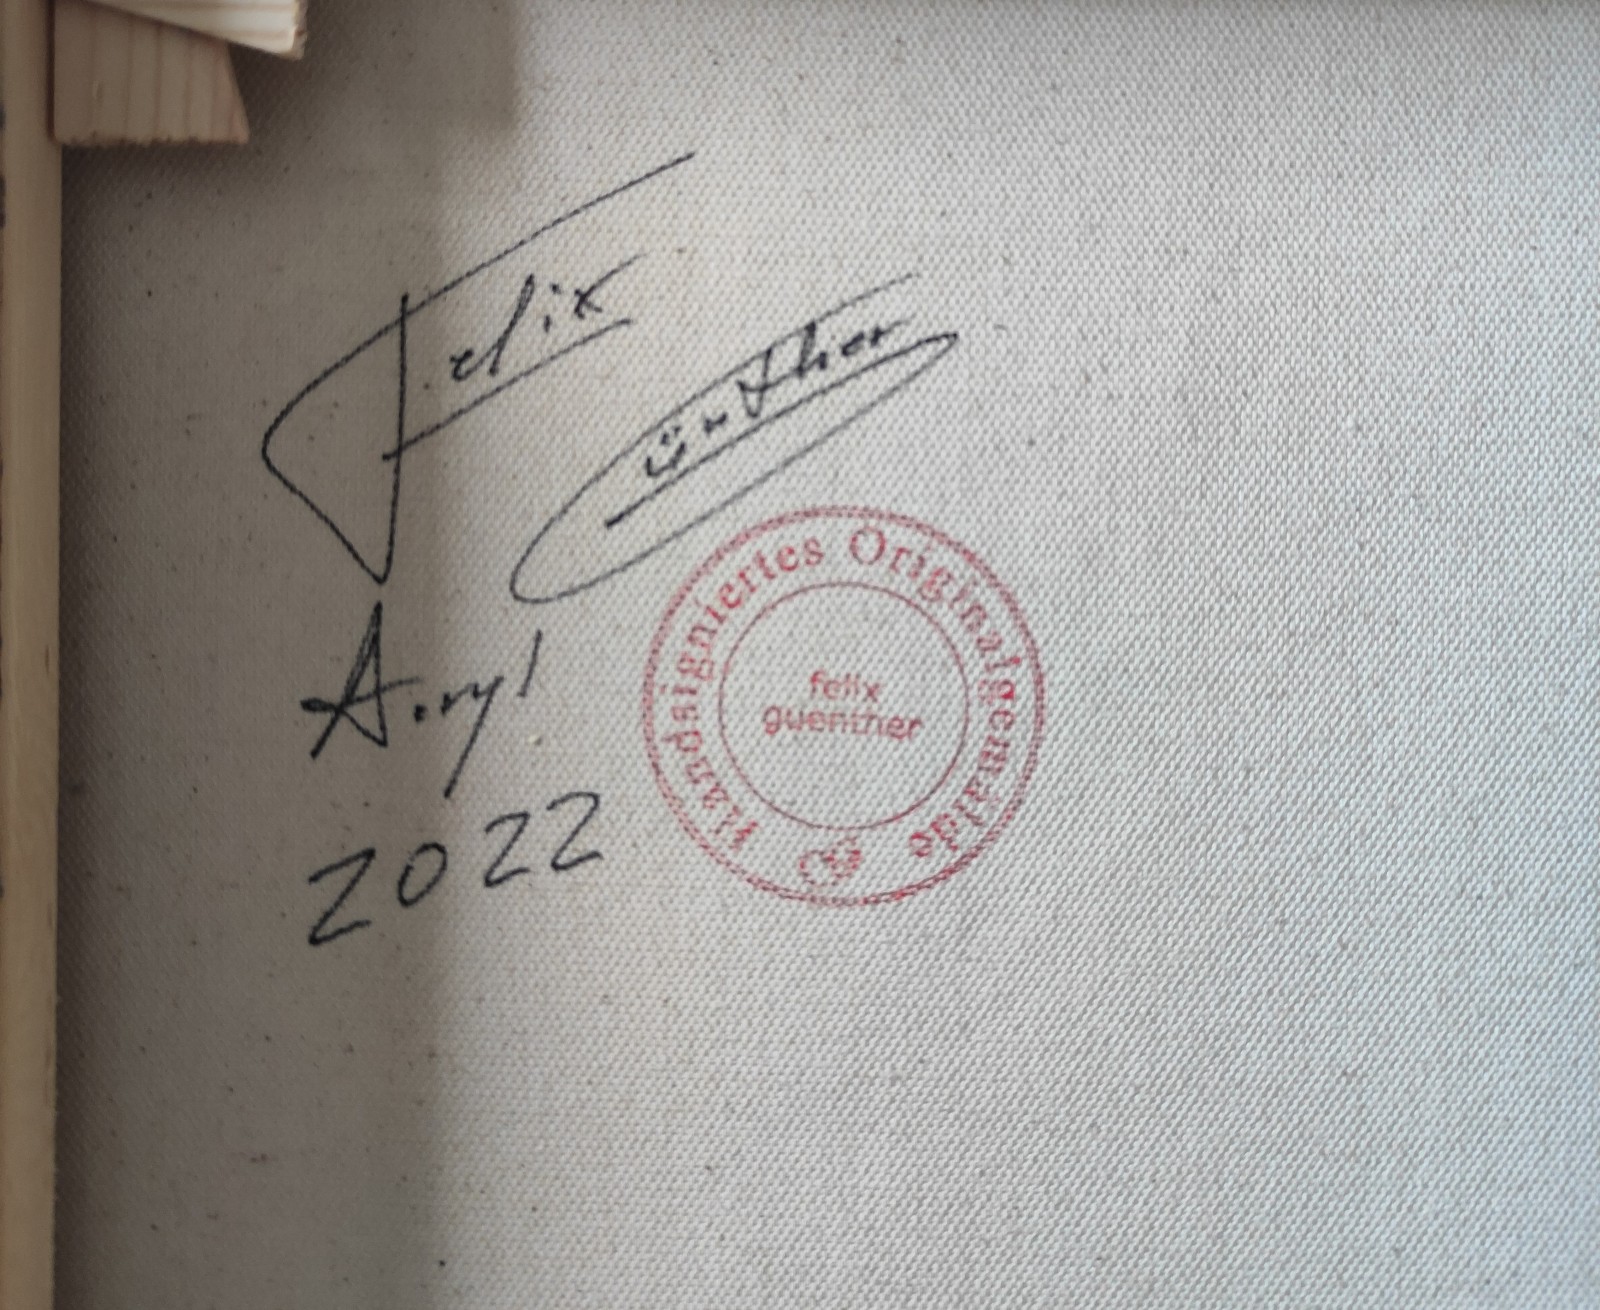 Felix
Günther
Acryl
2022
Handsigniertes Originalgemälde
felix
guenther